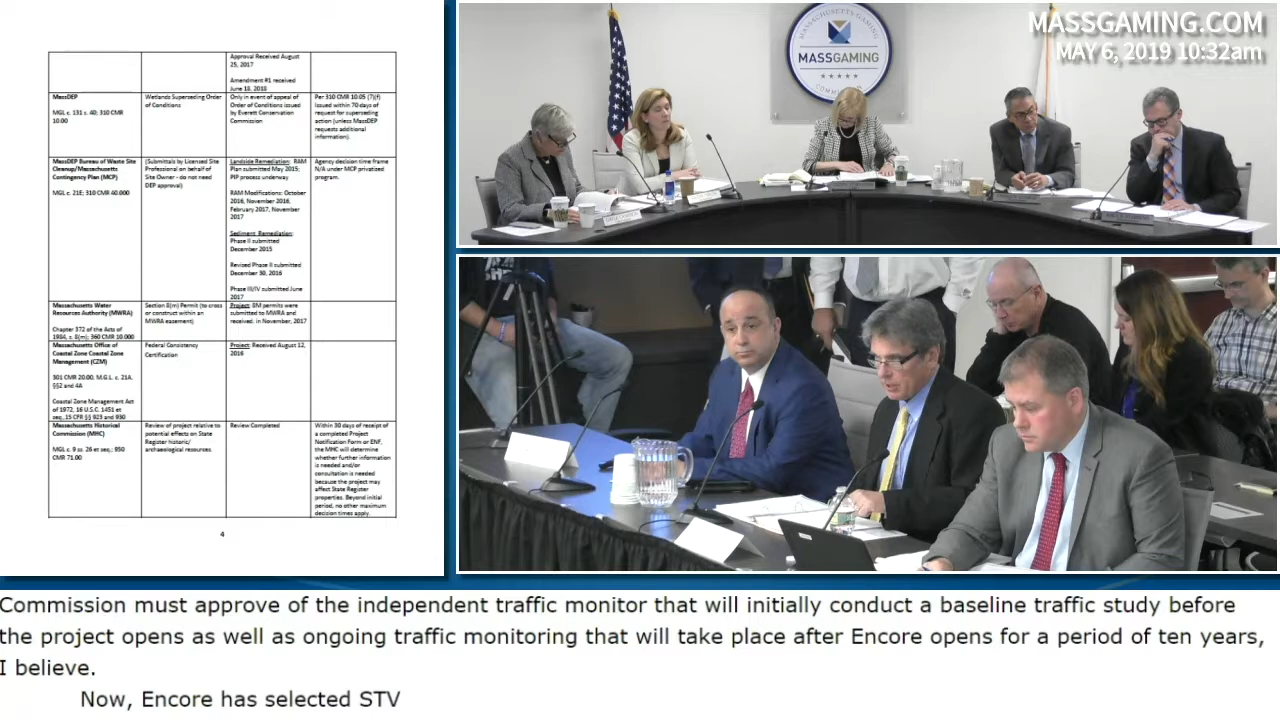 Approval Received August
25, 2017
Amendment #1 received
June 13, 2018
MassDEP
MGL c. 131 s. 40; 310 CMR
10.00
Wetlands Superseding Order
of Conditions
Only in event of appeal of
Order of Conditions issued
by Everett Conservation
Commission
Per 310 CMR 10.05 (7)(f)
issued within 70 days of
request for superseding
action (unless MassDEP
requests additional
information).
MassDEP Bureau of Waste Site
Cleanup/Massachusetts
Contingency Plan (MCP)
MGL c. 21E; 310 CMR 40.000
(Submittals by Licensed Site
Professional on behalf of
Site Owner - do not need
DEP approval)
Landside Remediation: RAM
Plan submitted May 2015;
PIP process underway
RAM Modifications: October
2016, November 2016,
February 2017, November
2017
Sediment Remediation:
Phase II submitted
December 2015
Revised Phase II submitted
December 30, 2016
Phase III/IV submitted June
2017
Agency decision time frame
N/A under MCP privatized
program.
Massachusetts Water
Resources Authority (MWRA)
Chapter 372 of the Acts of
1984, s. 8(m); 360 CMR 10.000
Section 8(m) Permit (to cross
or construct within an
MWRA easement)
Project: 8M permits were
submitted to MWRA and
received: in November, 2017
Massachusetts Office of
Coastal Zone Coastal Zone
Management (CZM)
301 CMR 20.00. M.G.L. c. 21A,
§§2 and 4A
Coastal Zone Management Act
of 1972, 16 U.S.C. 1451 et
seq., 15 CFR §§ 923 and 930
Federal Consistency
Certification
Project: Received August 12,
2016
Massachusetts Historical
Commission (MHC)
MGL c. 9 ss. 26 et seq.; 950
CMR 71.00
Review of project relative to
potential effects on State
Register historic/
archaeological resources.
Review Completed
Within 30 days of receipt of
a completed Project
Notification Form or ENF,
the MHC will determine
whether further information
is needed and/or
consultation is needed
because the project may
affect State Register
properties. Beyond initial
period, no other maximum
decision times apply.
4
MASSACHUSETTS GAMING
MASSGAMING
COMMISSION
MASSGAMING.COM
MAY 6, 2019 10:32am
Commission must approve of the independent traffic monitor that will initially conduct a baseline traffic study before
the project opens as well as ongoing traffic monitoring that will take place after Encore opens for a period of ten years,
I believe.
Now, Encore has selected STV